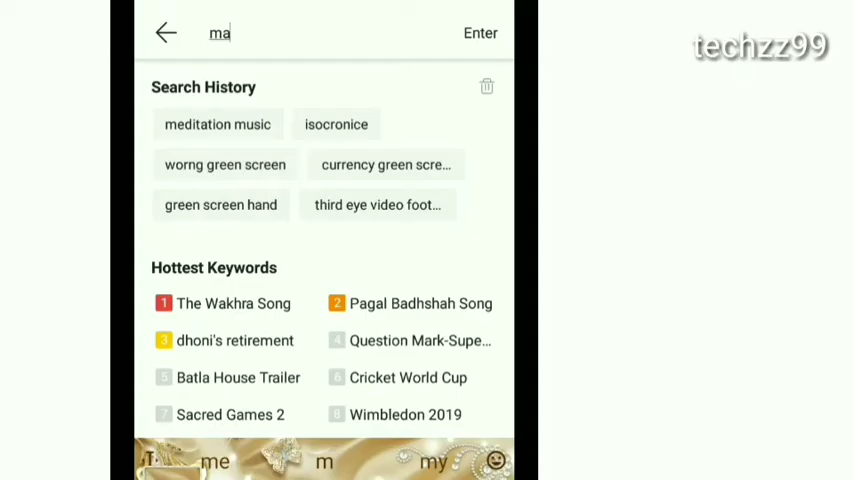 ma
Enter
techzz99
Search History
meditation music
isocronice
worng green screen
currency green scre...
green screen hand
third eye video foot...
Hottest Keywords
1 The Wakhra Song
2 Pagal Badhshah Song
3 dhoni's retirement
4 Question Mark-Supe...
5 Batla House Trailer
6 Cricket World Cup
7 Sacred Games 2
8 Wimbledon 2019
me
m
my